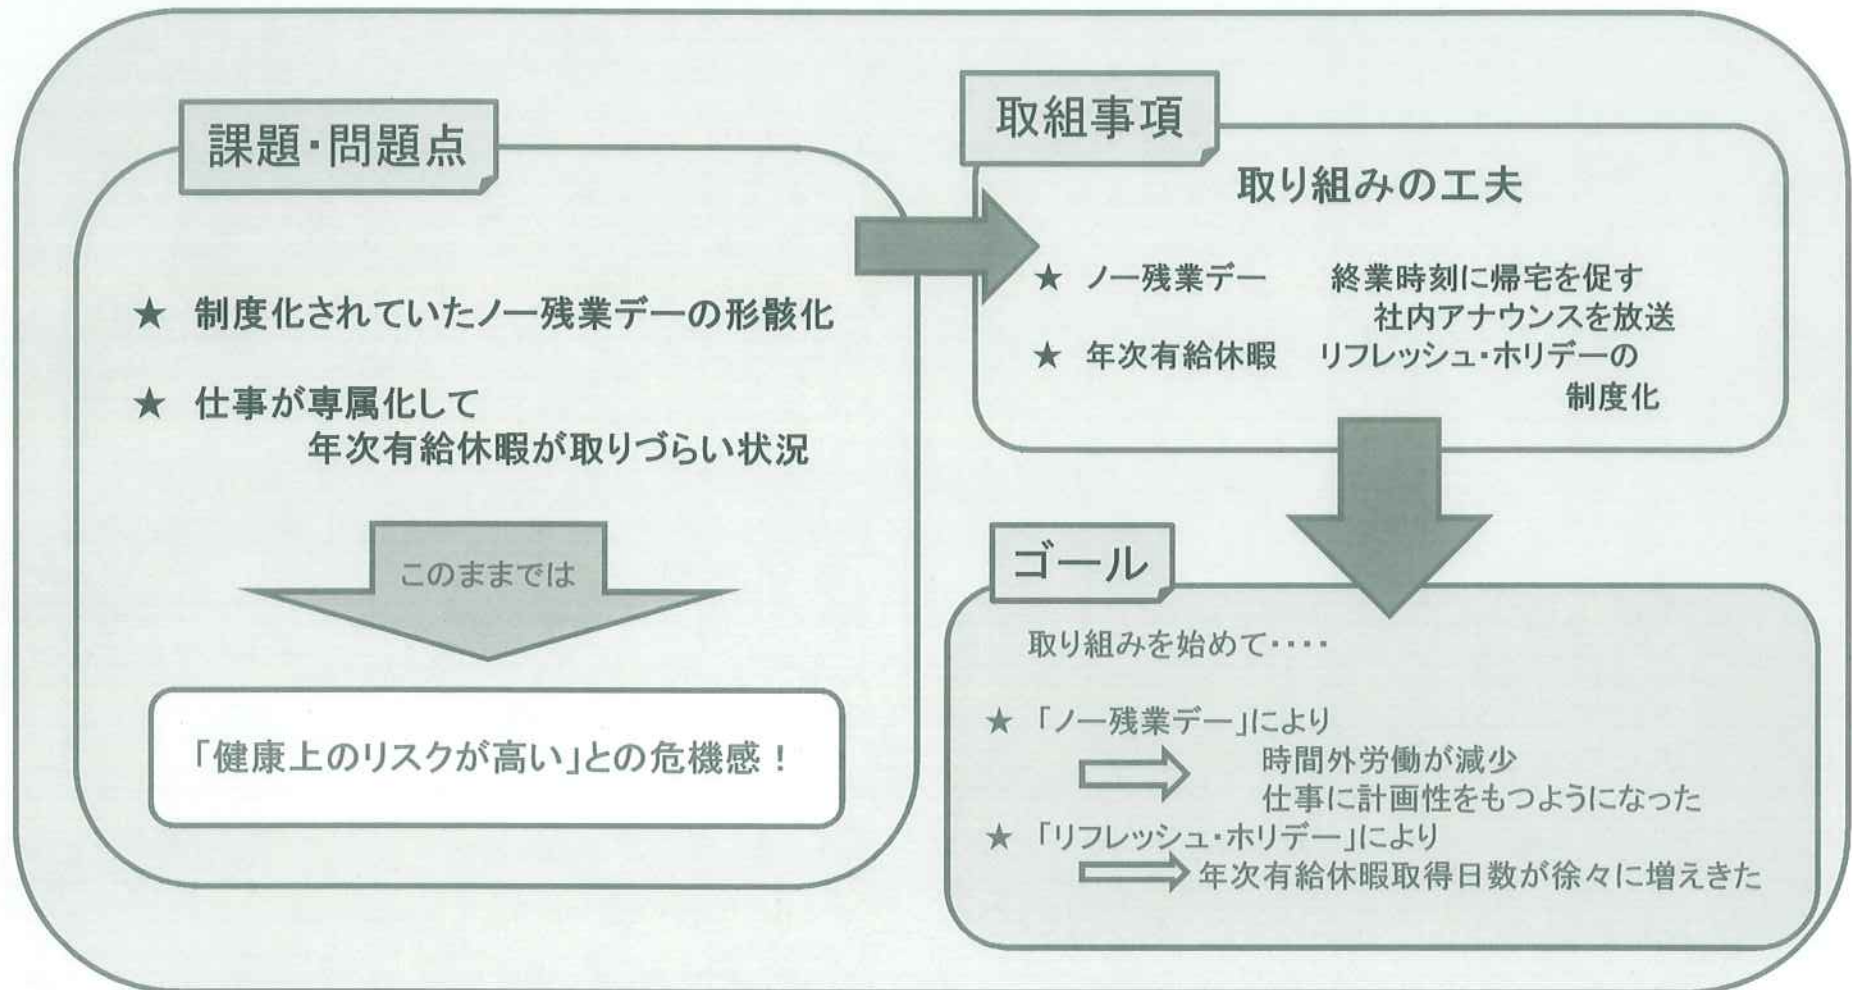 課題・問題点
★ 制度化されていたノー残業デーの形骸化
★ 仕事が専属化して
年次有給休暇が取りづらい状況
このままでは
「健康上のリスクが高い」との危機感！
取組事項
取り組みの工夫
★ ノー残業デー 終業時刻に帰宅を促す
社内アナウンスを放送
★ 年次有給休暇 リフレッシュ・ホリデーの
制度化
ゴール
取り組みを始めて・・・・
★ 「ノー残業デー」により
時間外労働が減少
仕事に計画性をもつようになった
★ 「リフレッシュ・ホリデー」により
年次有給休暇取得日数が徐々に増えきた